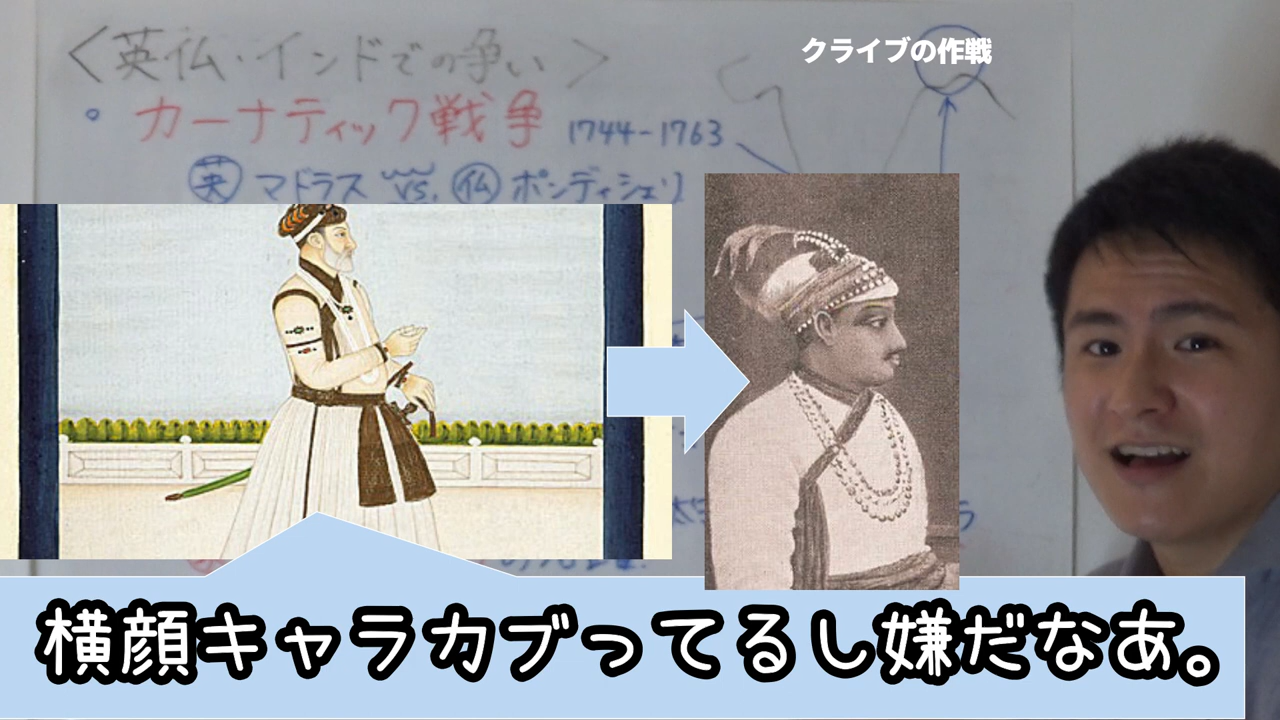 <英仏・インドでの争い>
クライブの作戦
• カーナティック戦争 1744-1763
英 マドラス vs. 仏 ポンディシェリ
横顔キャラカブってるし嫌だなあ。